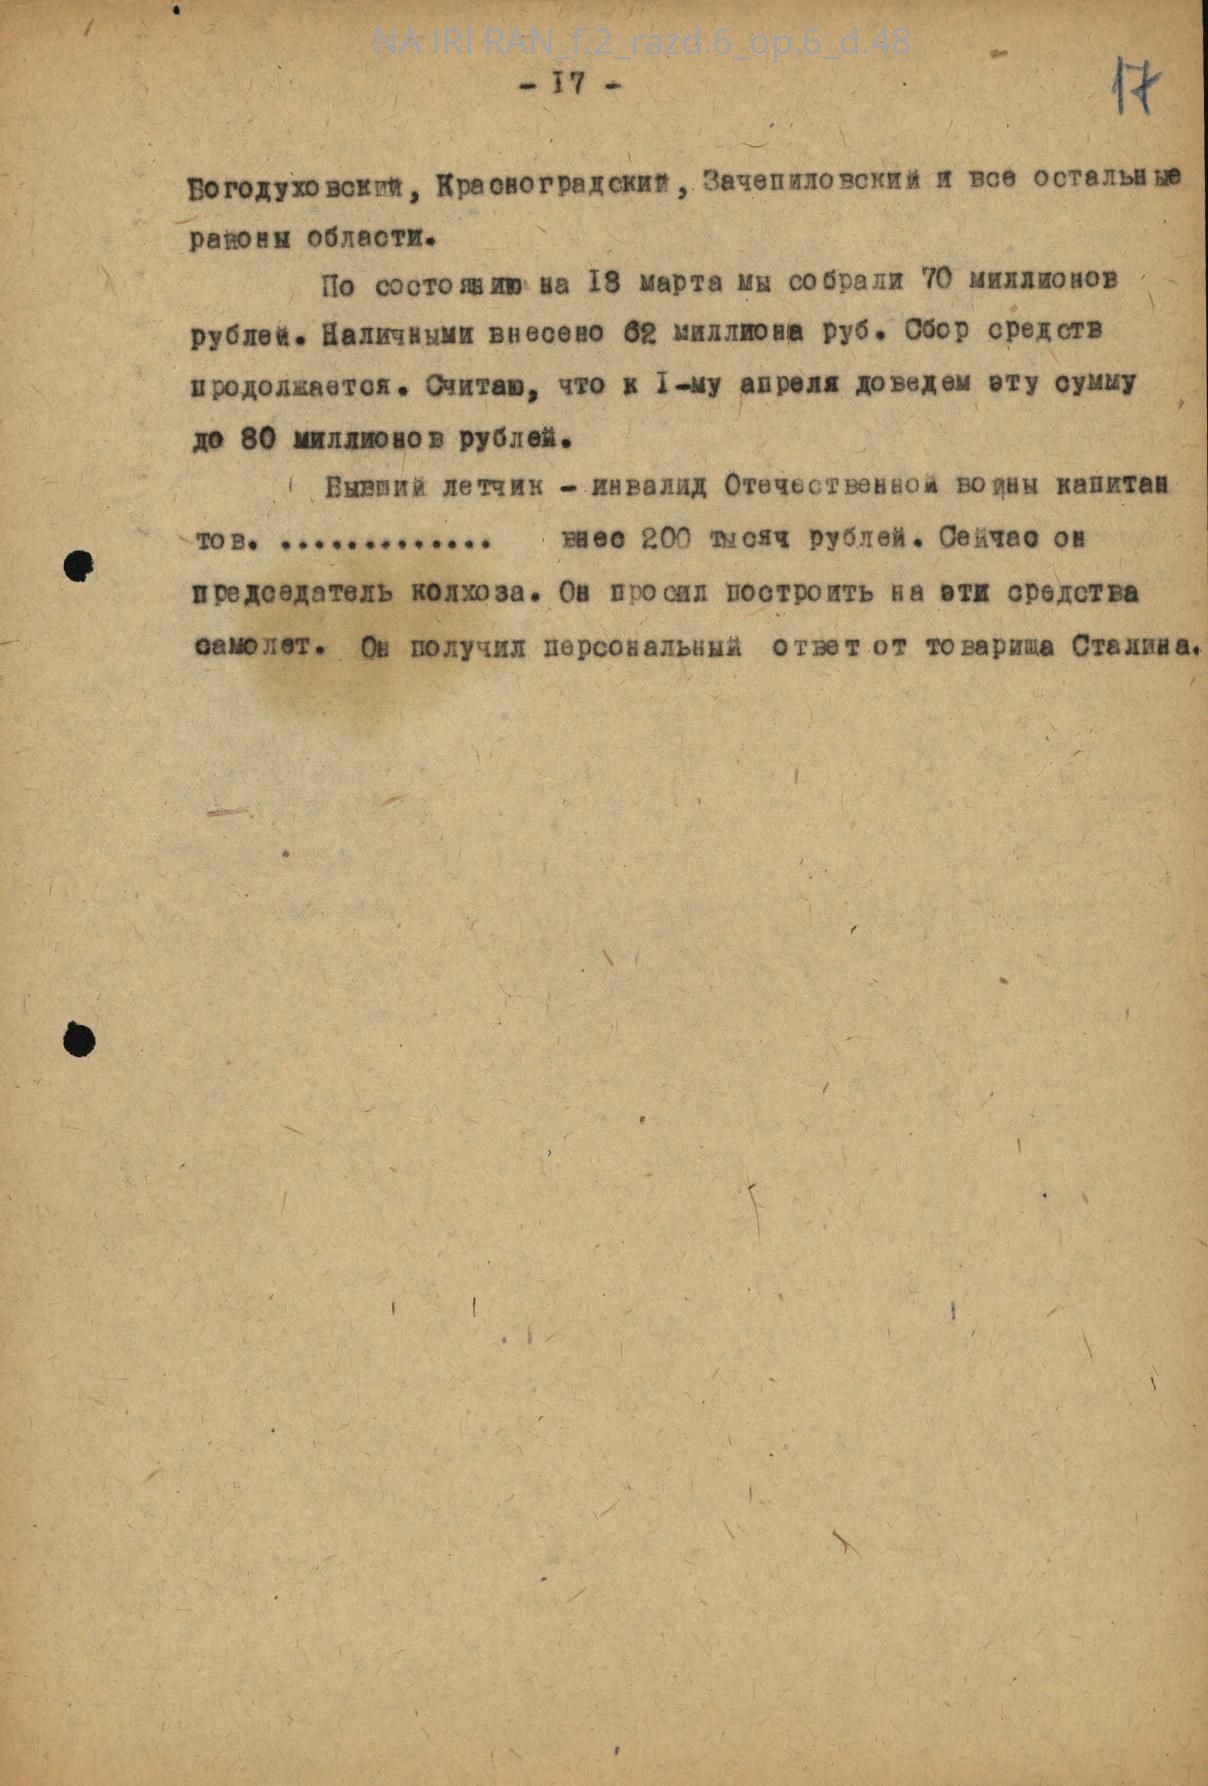 NA IRI RAN_f.2_razd.6_op.6_d.48
- I7 -
17
Богодуховский, Красноградский, Зачепиловский и все остальные
районы области.
По состоянию на I8 марта мы собрали 70 миллионов
рублей. Наличными внесено 62 миллиона руб. Сбор средств
продолжается. Считаю, что к I-му апреля доведем эту сумму
до 80 миллионов рублей.
Бывший летчик - инвалид Отечественной войны капитан
тов. ............. внес 200 тысяч рублей. Сейчас он
председатель колхоза. Он просил построить на эти средства
самолет. Он получил персональный ответ от товарища Сталина.